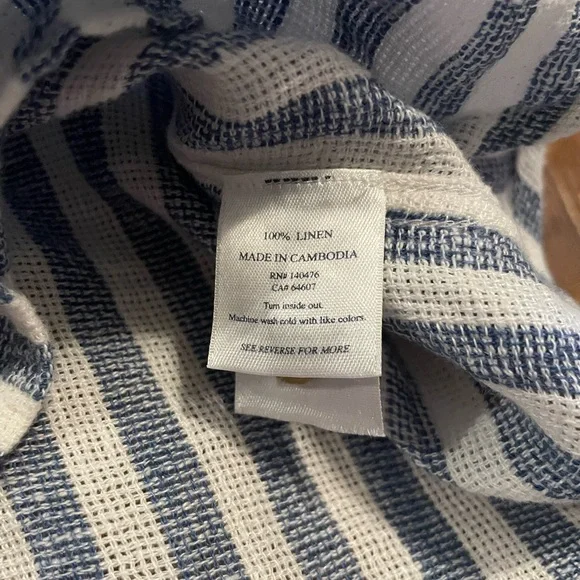 100% LINEN
MADE IN CAMBODIA
RN# 140476
CA# 64607
Turn inside out.
Machine wash cold with like colors.
SEE REVERSE FOR MORE